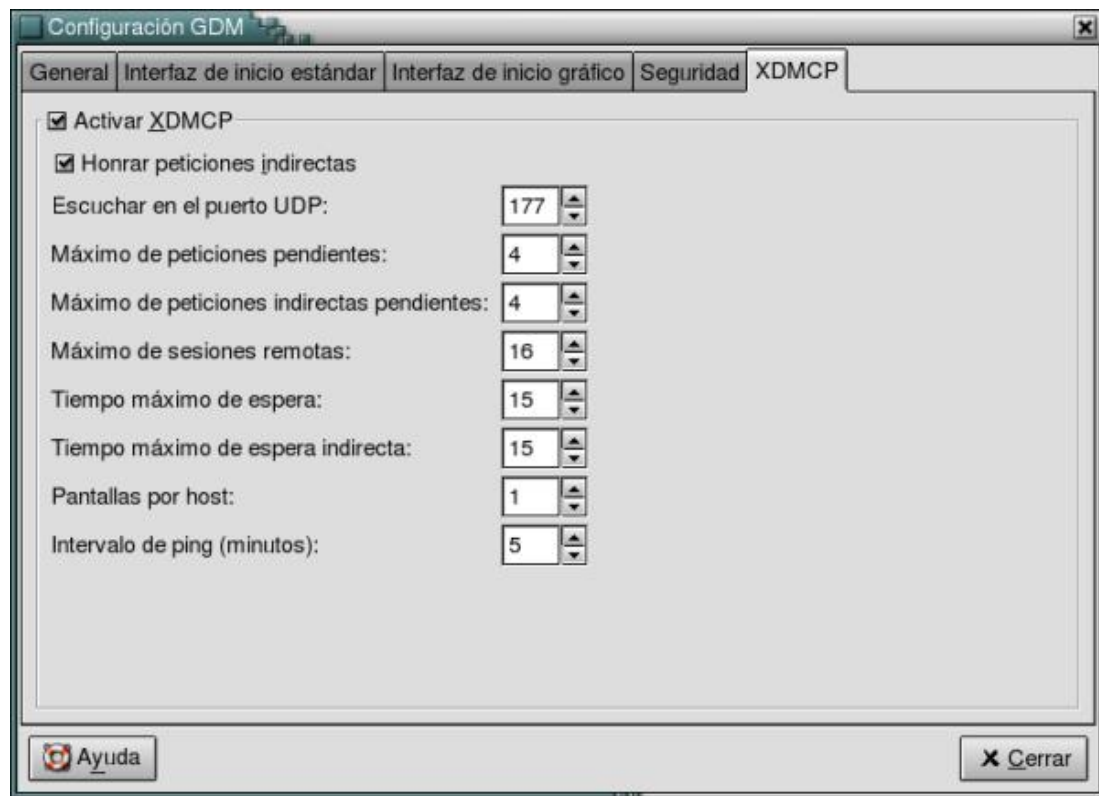 Configuración GDM
General Interfaz de inicio estándar Interfaz de inicio gráfico Seguridad XDMCP
Activar XDMCP
Honrar peticiones indirectas
Escuchar en el puerto UDP: 177
Máximo de peticiones pendientes: 4
Máximo de peticiones indirectas pendientes: 4
Máximo de sesiones remotas: 16
Tiempo máximo de espera: 15
Tiempo máximo de espera indirecta: 15
Pantallas por host: 1
Intervalo de ping (minutos): 5
Ayuda Cerrar